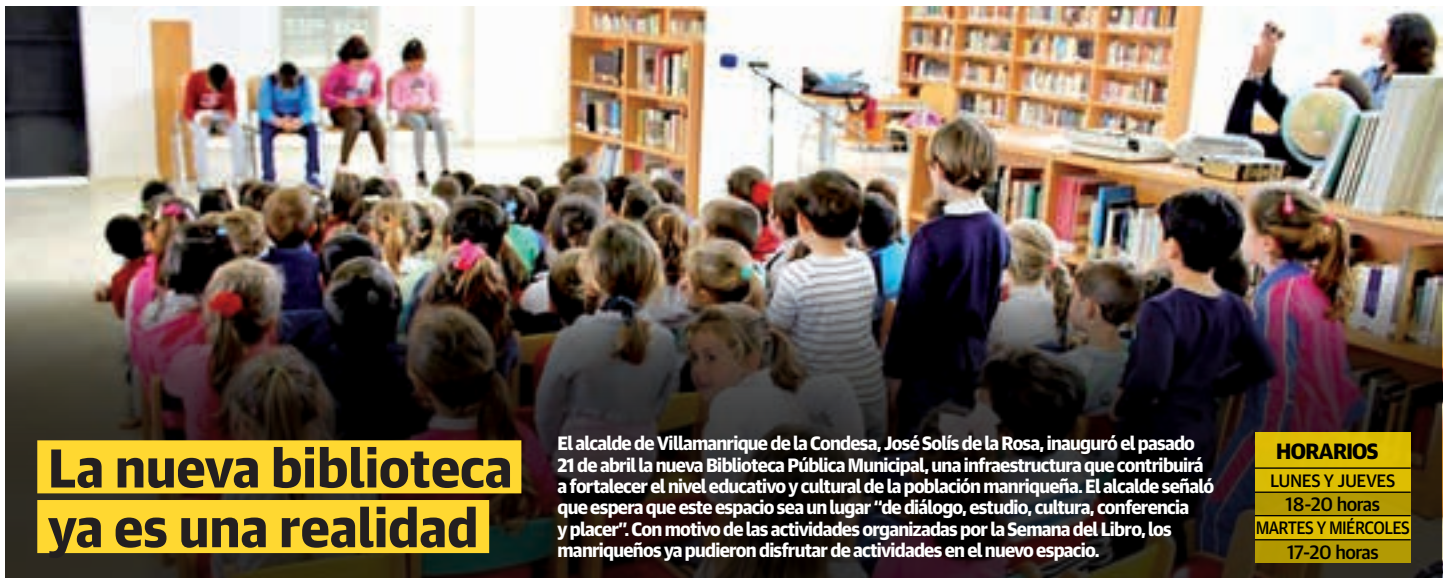 La nueva biblioteca
ya es una realidad
El alcalde de Villamanrique de la Condesa, José Solís de la Rosa, inauguró el pasado
21 de abril la nueva Biblioteca Pública Municipal, una infraestructura que contribuirá
a fortalecer el nivel educativo y cultural de la población manriqueña. El alcalde señaló
que espera que este espacio sea un lugar “de diálogo, estudio, cultura, conferencia
y placer”. Con motivo de las actividades organizadas por la Semana del Libro, los
manriqueños ya pudieron disfrutar de actividades en el nuevo espacio.
HORARIOS
LUNES Y JUEVES
18-20 horas
MARTES Y MIÉRCOLES
17-20 horas